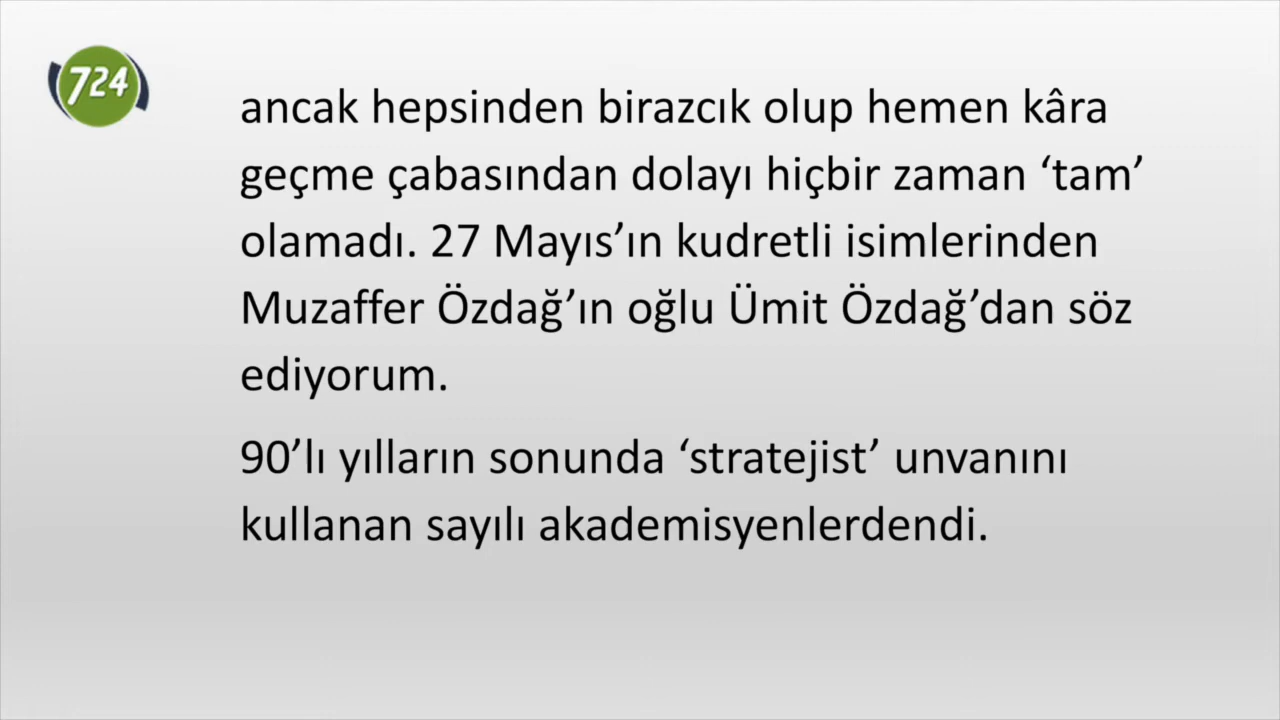 724
ancak hepsinden birazcık olup hemen kâra
geçme çabasından dolayı hiçbir zaman ‘tam’
olamadı. 27 Mayıs’ın kudretli isimlerinden
Muzaffer Özdağ’ın oğlu Ümit Özdağ’dan söz
ediyorum.
90’lı yılların sonunda ‘stratejist’ unvanını
kullanan sayılı akademisyenlerdendi.